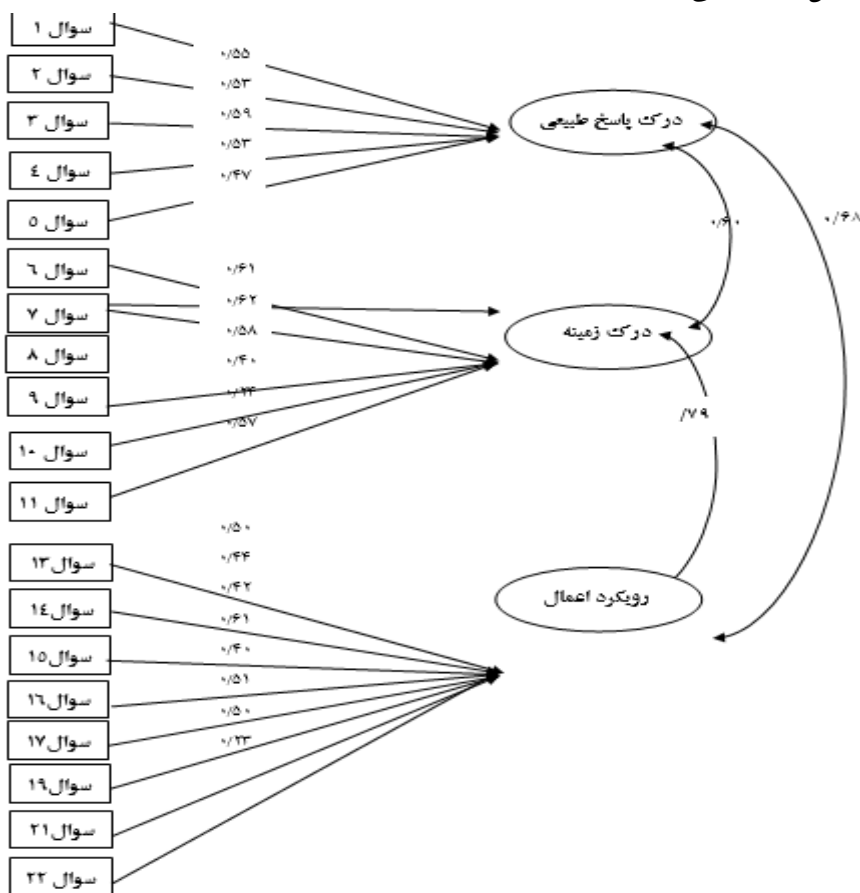 سوال ۱
سوال ۲
سوال ۳
سوال ٤
سوال ٥
سوال ٦
سوال ۷
سوال ۸
سوال ۹
سوال ۱۰
سوال ۱۱
سوال۱۳
سوال۱٤
سوال۱٥
سوال۱٦
سوال۱۷
سوال۱۹
سوال۲۱
سوال ۲۲
۰/۵۵
۰/۵۳
۰/۵۹
۰/۵۳
۰/۴۷
۰/۶۱
۰/۶۲
۰/۵۸
۰/۴۰
۰/۵۷
۰/۵۰
۰/۴۴
۰/۴۲
۰/۶۱
۰/۴۰
۰/۵۱
۰/۵۰
۰/۲۳
درک پاسخ طبیعی
درک زمینه
رویکرد اعمال
۰/۶۰
۰/۶۸
/۷۹